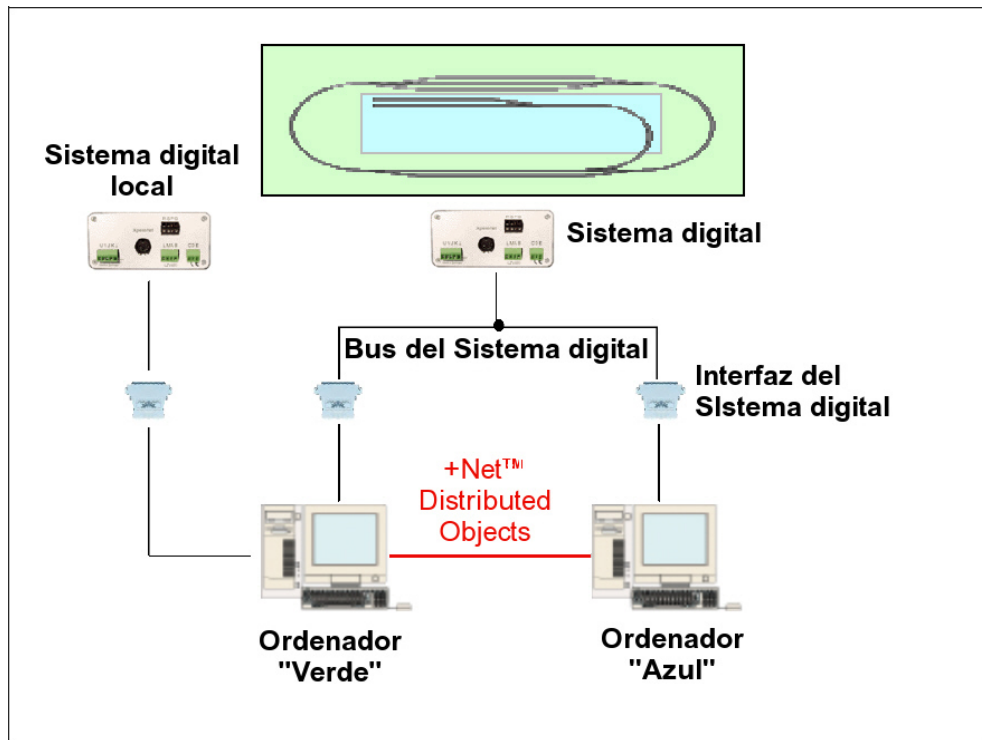 Sistema digital
local
Sistema digital
Bus del Sistema digital
Interfaz del
SIstema digital
+Net™
Distributed
Objects
Ordenador
"Verde"
Ordenador
"Azul"